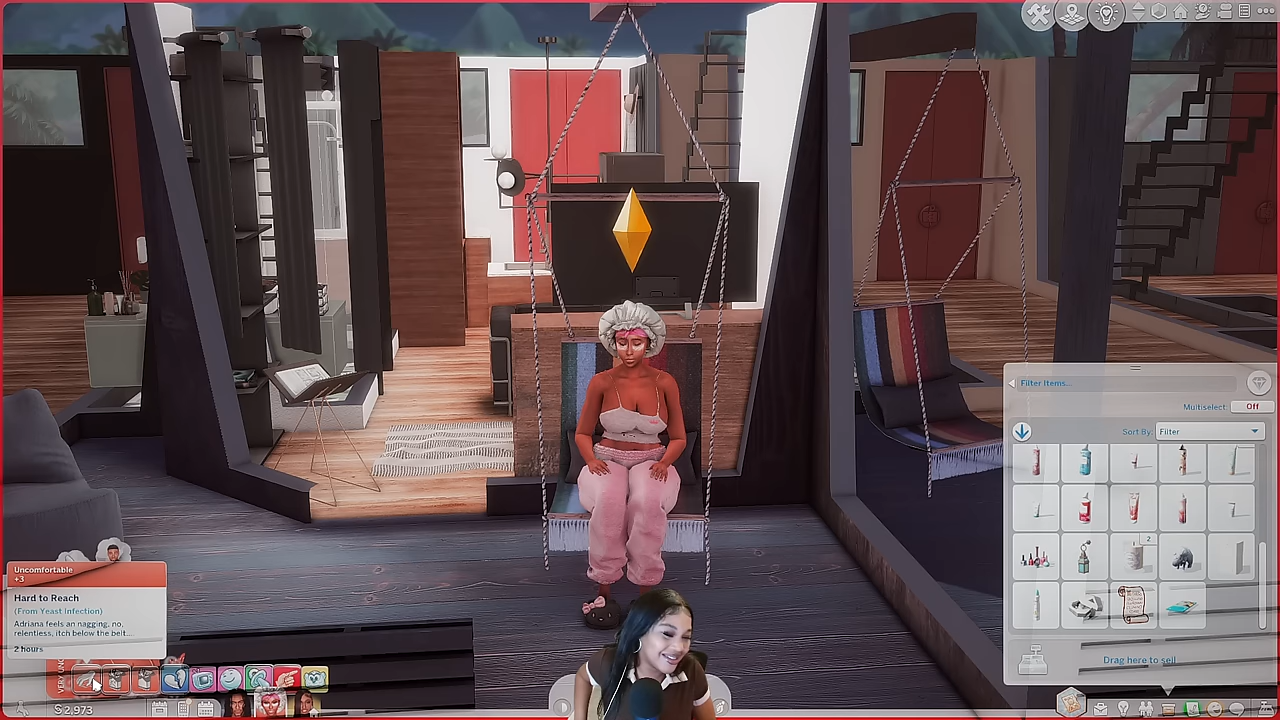 Filter Items...
Multiselect: Off
Sort By: Filter
2
Drag here to sell
Uncomfortable
+3
Hard to Reach
(From Yeast Infection)
Adriana feels an nagging, no,
relentless, itch below the belt....
2 hours
§2,973